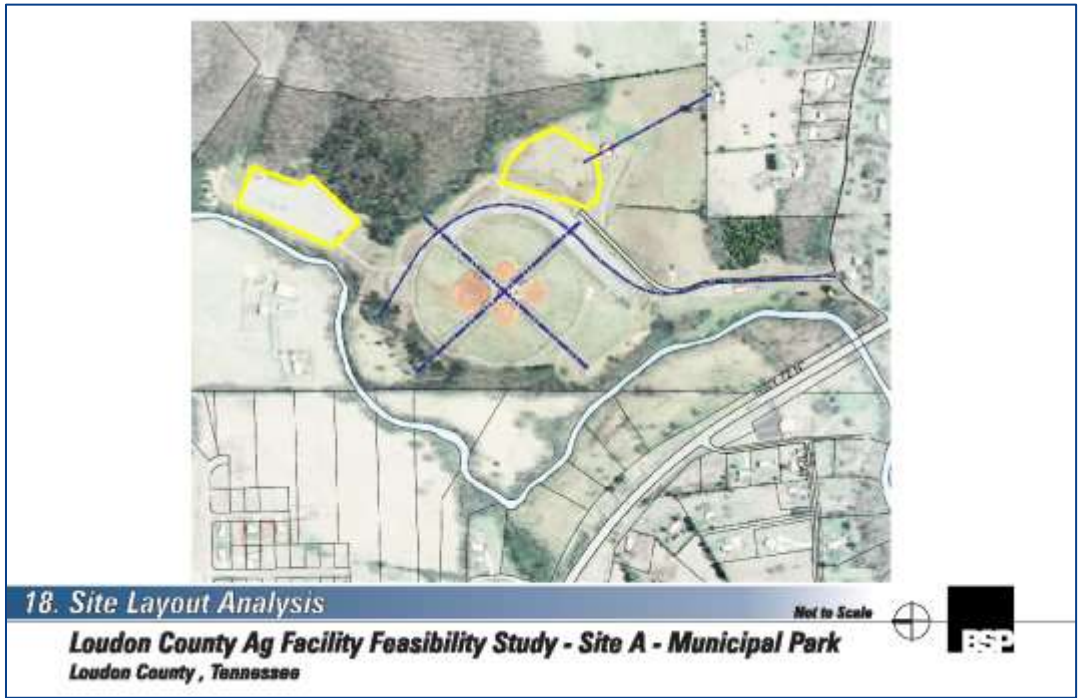 18. Site Layout Analysis
Not to Scale
Loudon County Ag Facility Feasibility Study - Site A - Municipal Park
Loudon County , Tennessee
BSP